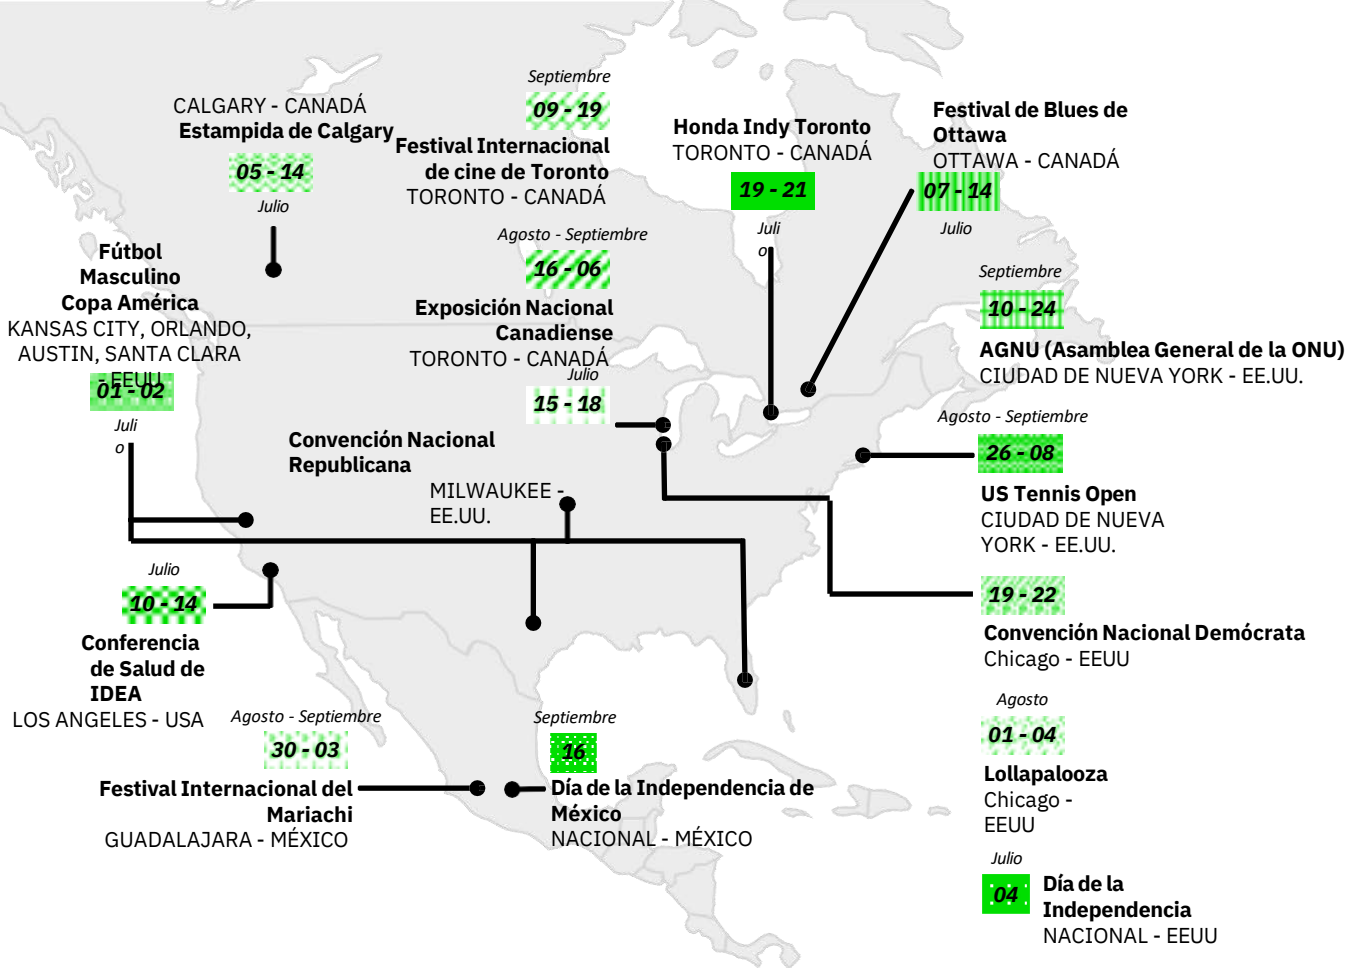 CALGARY - CANADÁ
Estampida de Calgary
05 - 14
Julio
Septiembre
09 - 19
Festival Internacional
de cine de Toronto
TORONTO - CANADÁ
Agosto - Septiembre
16 - 06
Exposición Nacional
Canadiense
TORONTO - CANADÁ
Honda Indy Toronto
TORONTO - CANADÁ
19 - 21
Juli
o
Festival de Blues de
Ottawa
OTTAWA - CANADÁ
07 - 14
Julio
Fútbol
Masculino
Copa América
KANSAS CITY, ORLANDO,
AUSTIN, SANTA CLARA
- EEUU
01 - 02
Juli
o
Julio
15 - 18
Convención Nacional
Republicana
MILWAUKEE -
EE.UU.
Septiembre
10 - 24
AGNU (Asamblea General de la ONU)
CIUDAD DE NUEVA YORK - EE.UU.
Agosto - Septiembre
26 - 08
US Tennis Open
CIUDAD DE NUEVA
YORK - EE.UU.
19 - 22
Convención Nacional Demócrata
Chicago - EEUU
Agosto
01 - 04
Lollapalooza
Chicago -
EEUU
Julio
04
Día de la
Independencia
NACIONAL - EEUU
Julio
10 - 14
Conferencia
de Salud de
IDEA
LOS ANGELES - USA
Agosto - Septiembre
30 - 03
Festival Internacional del
Mariachi
GUADALAJARA - MÉXICO
Septiembre
16
Día de la Independencia de
México
NACIONAL - MÉXICO